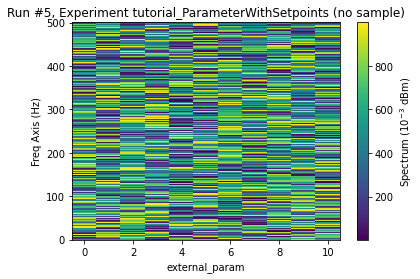 Run #5, Experiment tutorial_ParameterWithSetpoints (no sample)
500
400
300
200
100
0
Freq Axis (Hz)
0 2 4 6 8 10
external_param
800
600
400
200
Spectrum (10⁻³ dBm)